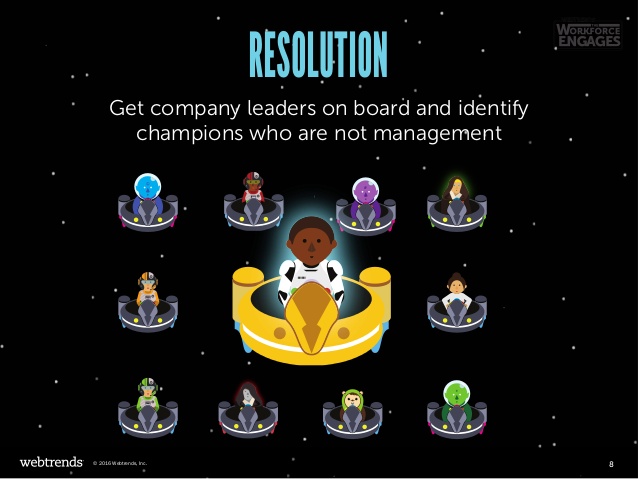 WORKFORCE
ENGAGES
RESOLUTION
Get company leaders on board and identify
champions who are not management
webtrends
© 2016 Webtrends, Inc.
8